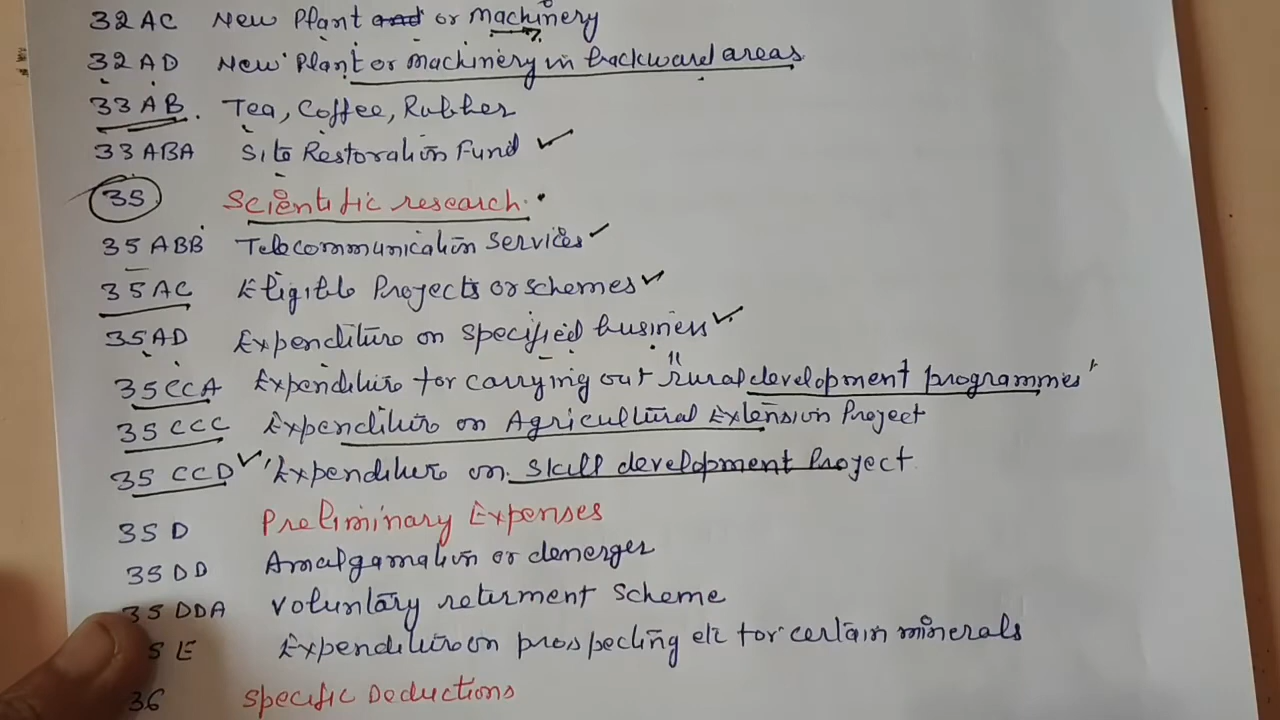 32AC New Plant and or machinery
32AD New Plant or machinery in backward areas
33AB. Tea, Coffee, Rubber
33ABA Site Restoration Fund
35 Scientific research.
35ABB Telecommunication Services
35AC Eligible Projects or schemes
35AD Expenditure on specified business
35CCA Expenditure for carrying out "rural development programmes"
35CCC Expenditure on Agricultural Extension Project
35CCD Expenditure on skill development Project
35D Preliminary Expenses
35DD Amalgamation or demerger
35DDA Voluntary retirment Scheme
5E Expenditure on prospecting etc for certain minerals
36 Specific Deductions